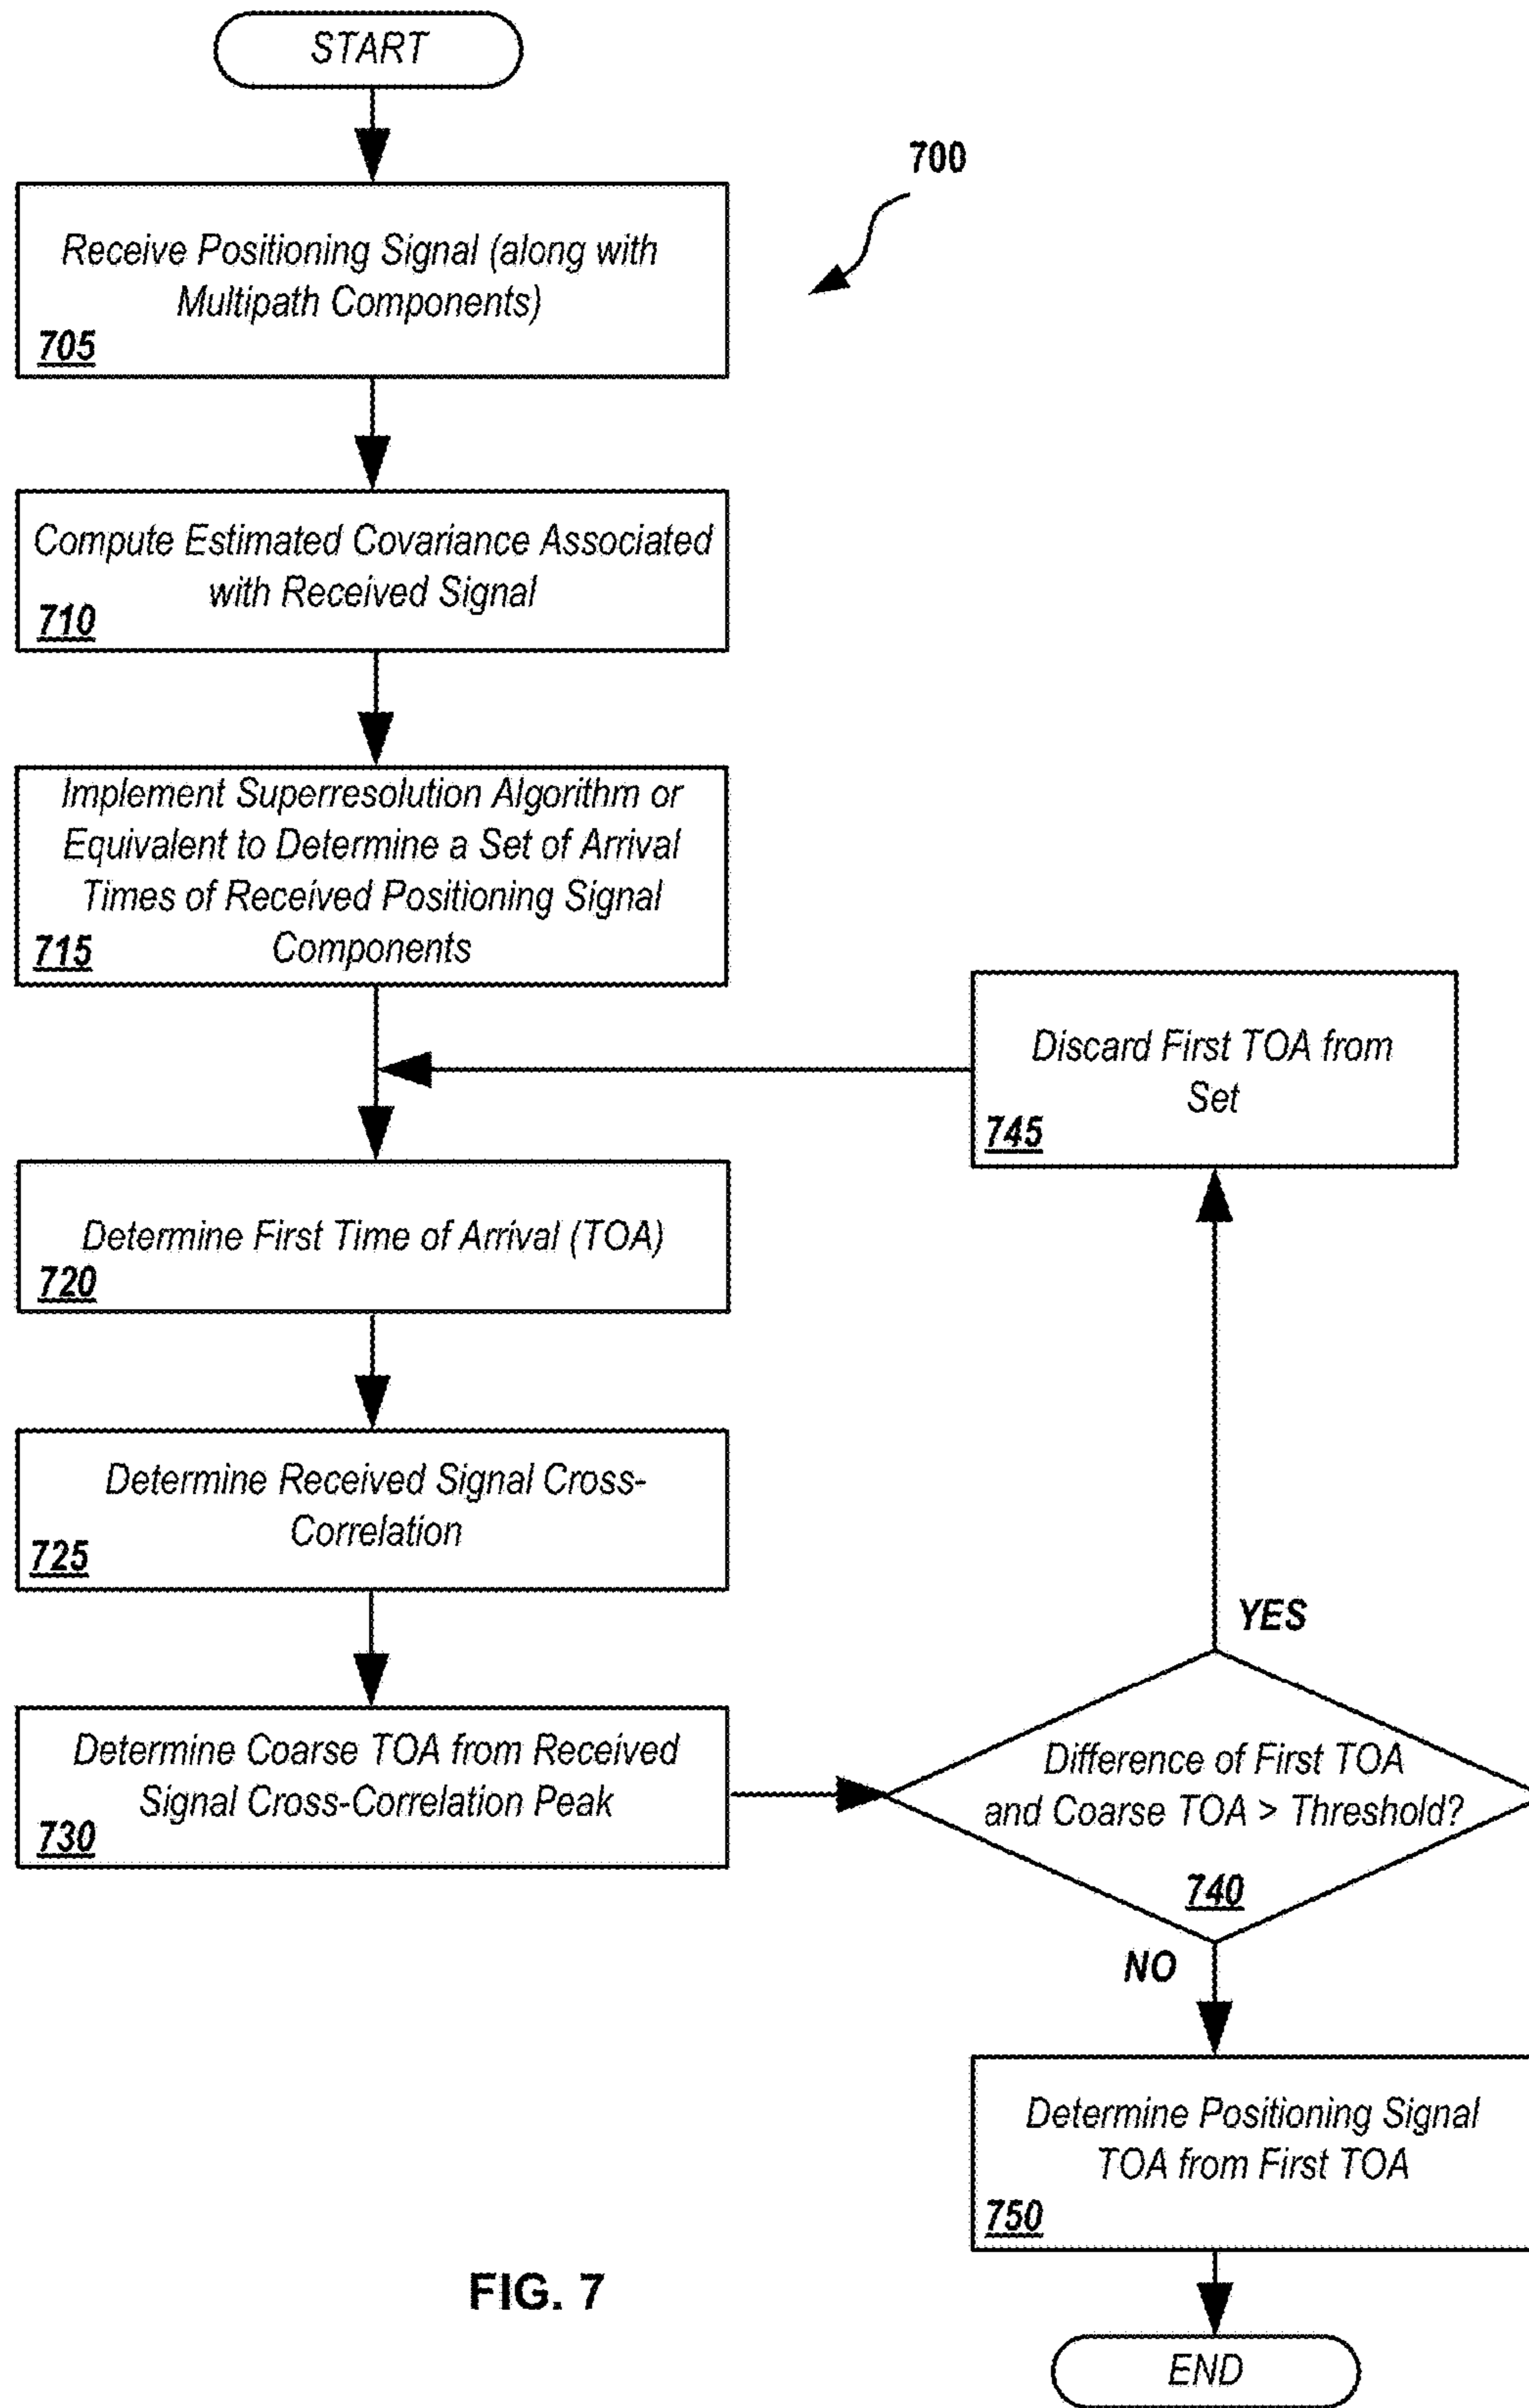 START
700
Receive Positioning Signal (along with
Multipath Components)
705
Compute Estimated Covariance Associated
with Received Signal
710
Implement Superresolution Algorithm or
Equivalent to Determine a Set of Arrival
Times of Received Positioning Signal
Components
715
Discard First TOA from
Set
745
Determine First Time of Arrival (TOA)
720
Determine Received Signal Cross-
Correlation
725
YES
Determine Coarse TOA from Received
Signal Cross-Correlation Peak
730
Difference of First TOA
and Coarse TOA > Threshold?
740
NO
Determine Positioning Signal
TOA from First TOA
750
FIG. 7
END